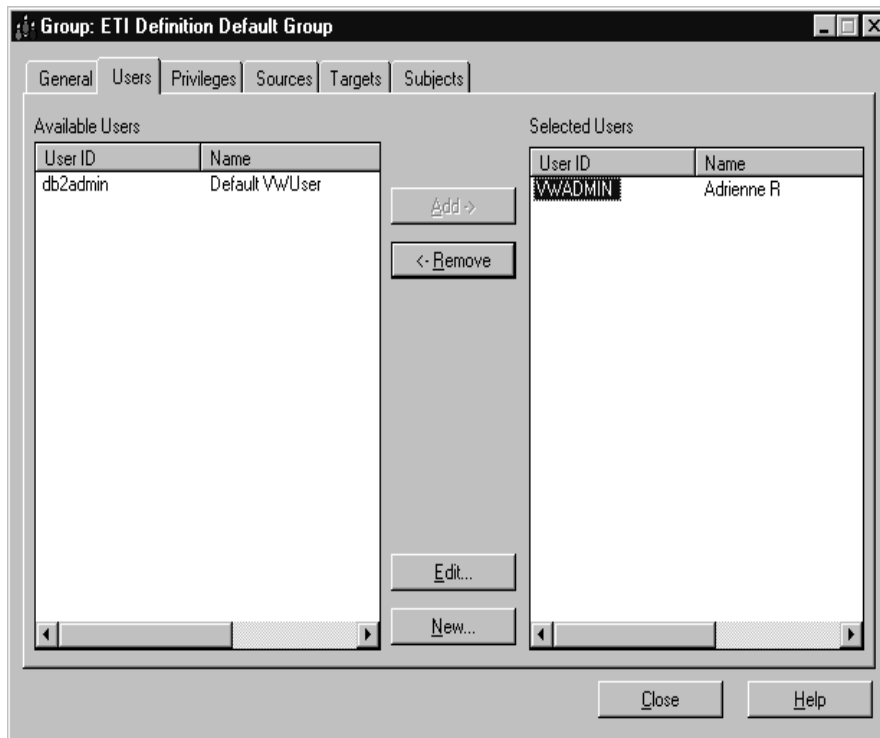 Group: ETI Definition Default Group
General Users Privileges Sources Targets Subjects
Available Users
User ID Name
db2admin Default VWUser
Add ->
<- Remove
Edit...
New...
Selected Users
User ID Name
VWADMIN Adrienne R
Close Help